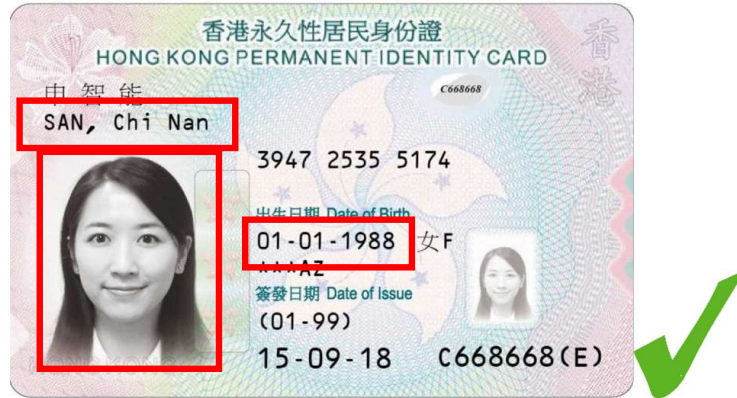 香港永久性居民身份證
HONG KONG PERMANENT IDENTITY CARD
申智能
C668668
SAN, Chi Nan
3947 2535 5174
出生日期 Date of Birth
01-01-1988 女F
***AZ
簽發日期 Date of Issue
(01-99)
15-09-18 C668668(E)
香港
HONG KONG